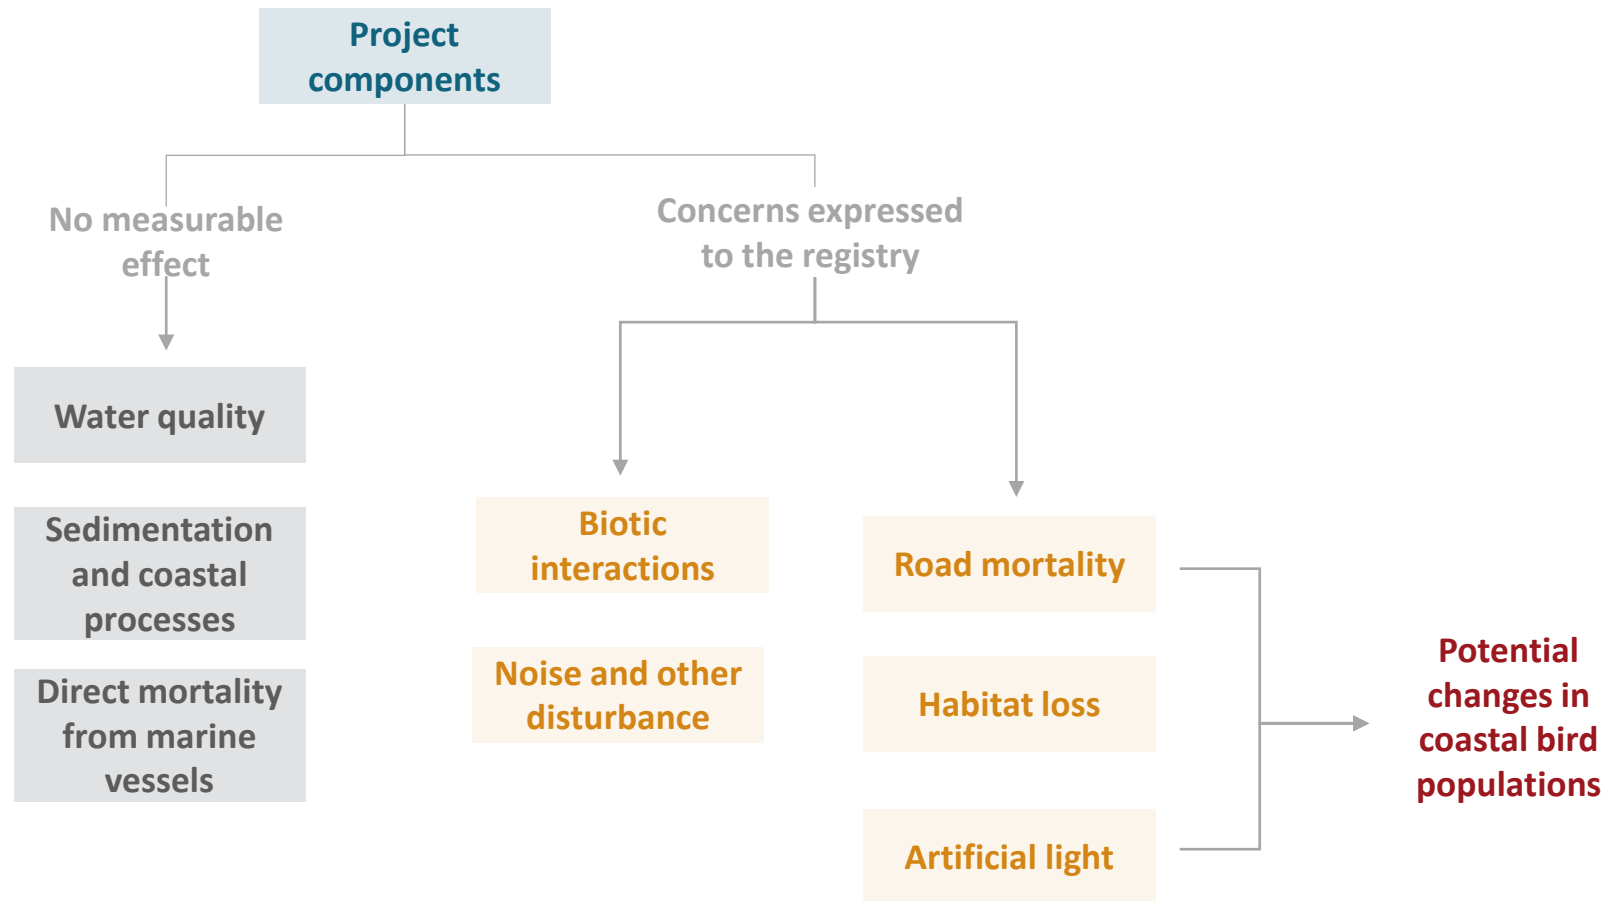 Project
components
No measurable
effect
Concerns expressed
to the registry
Water quality
Sedimentation
and coastal
processes
Direct mortality
from marine
vessels
Biotic
interactions
Noise and other
disturbance
Road mortality
Habitat loss
Artificial light
Potential
changes in
coastal bird
populations